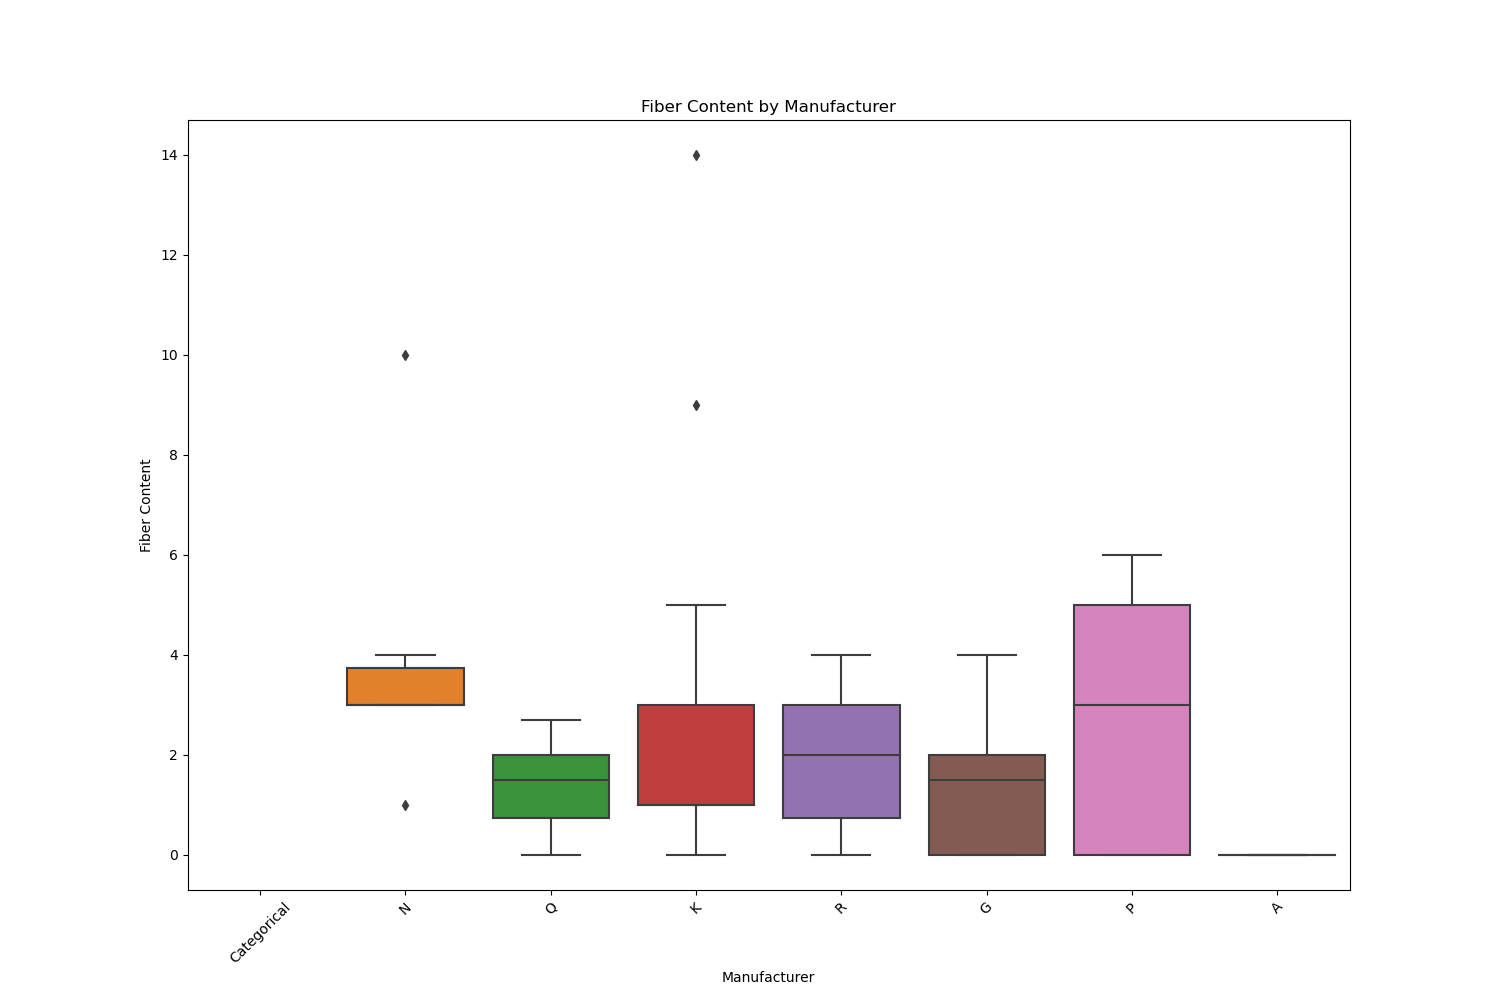 Fiber Content by Manufacturer
14
12
10
8
6
4
2
0
Fiber Content
Categorical
N
Q
K
R
G
P
A
Manufacturer